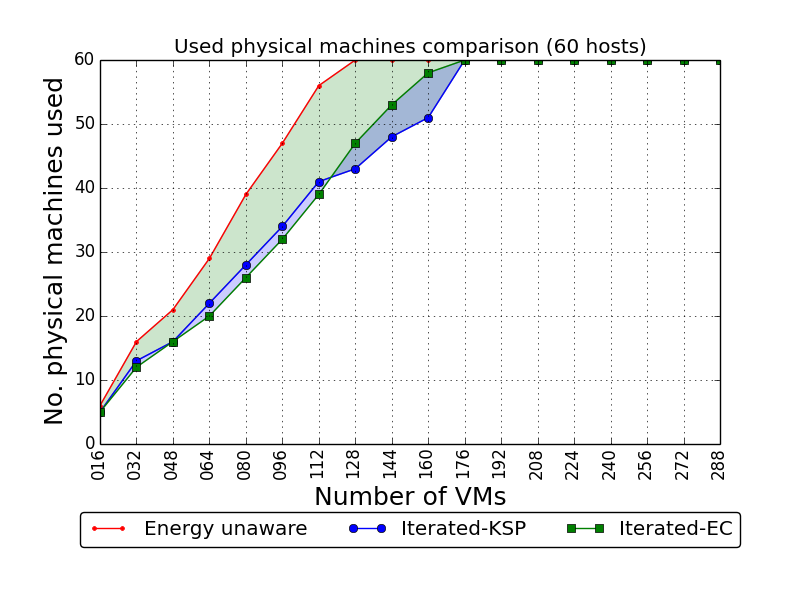 Used physical machines comparison (60 hosts)
No. physical machines used
60
50
40
30
20
10
0
016 032 048 064 080 096 112 128 144 160 176 192 208 224 240 256 272 288
Number of VMs
Energy unaware Iterated-KSP Iterated-EC